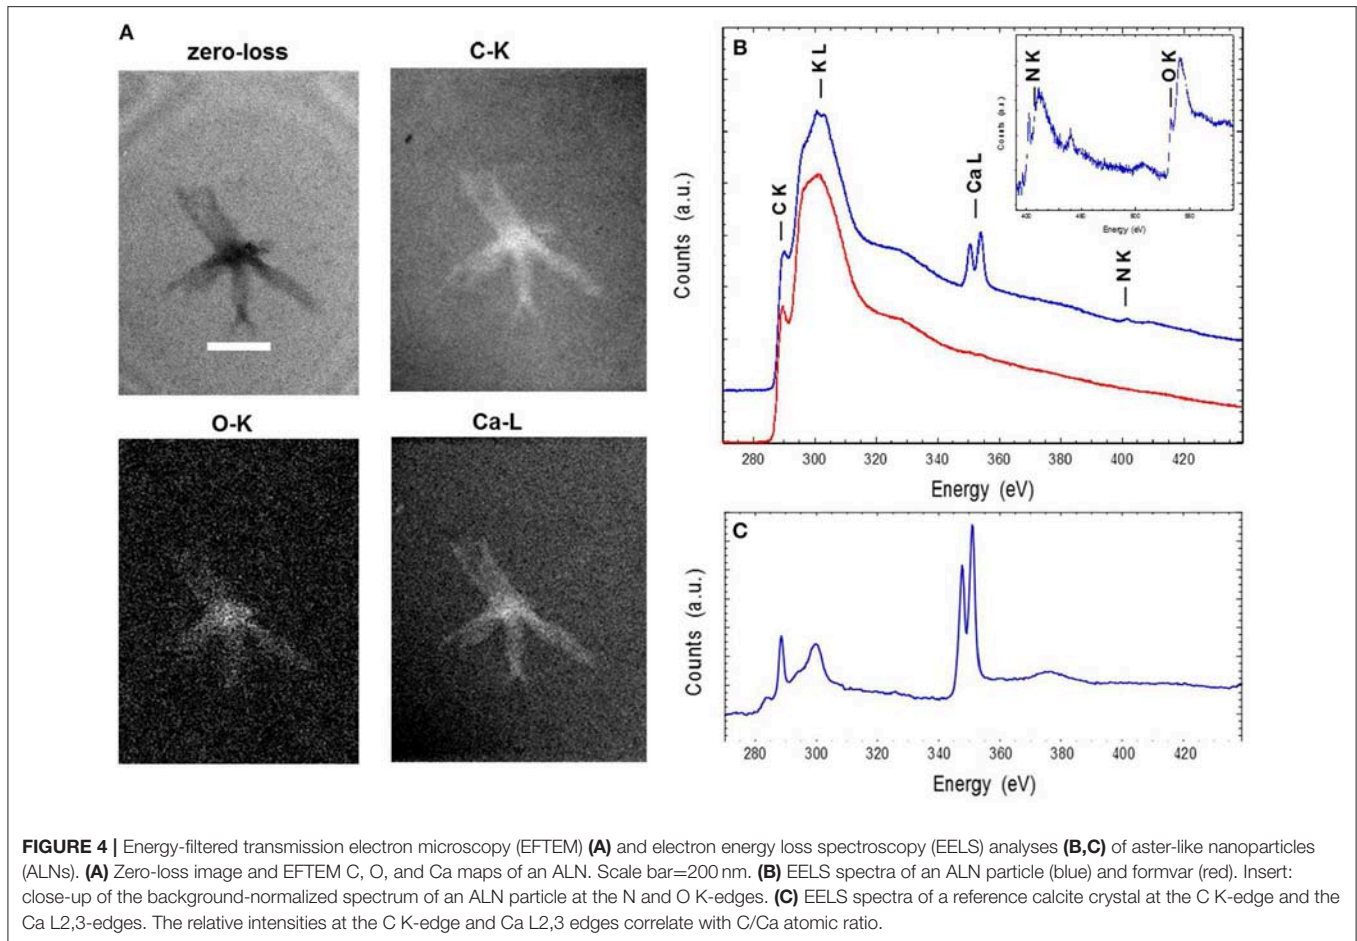 A
zero-loss
C-K
O-K
Ca-L
B
K L
C K
Ca L
N K
N K
O K
Counts (a.u.)
Energy (eV)
Counts (a.u.)
280 300 320 340 360 380 400 420
Energy (eV)
C
Counts (a.u.)
280 300 320 340 360 380 400 420
Energy (eV)
FIGURE 4 | Energy-filtered transmission electron microscopy (EFTEM) (A) and electron energy loss spectroscopy (EELS) analyses (B,C) of aster-like nanoparticles
(ALNs). (A) Zero-loss image and EFTEM C, O, and Ca maps of an ALN. Scale bar=200 nm. (B) EELS spectra of an ALN particle (blue) and formvar (red). Insert:
close-up of the background-normalized spectrum of an ALN particle at the N and O K-edges. (C) EELS spectra of a reference calcite crystal at the C K-edge and the
Ca L2,3-edges. The relative intensities at the C K-edge and Ca L2,3 edges correlate with C/Ca atomic ratio.